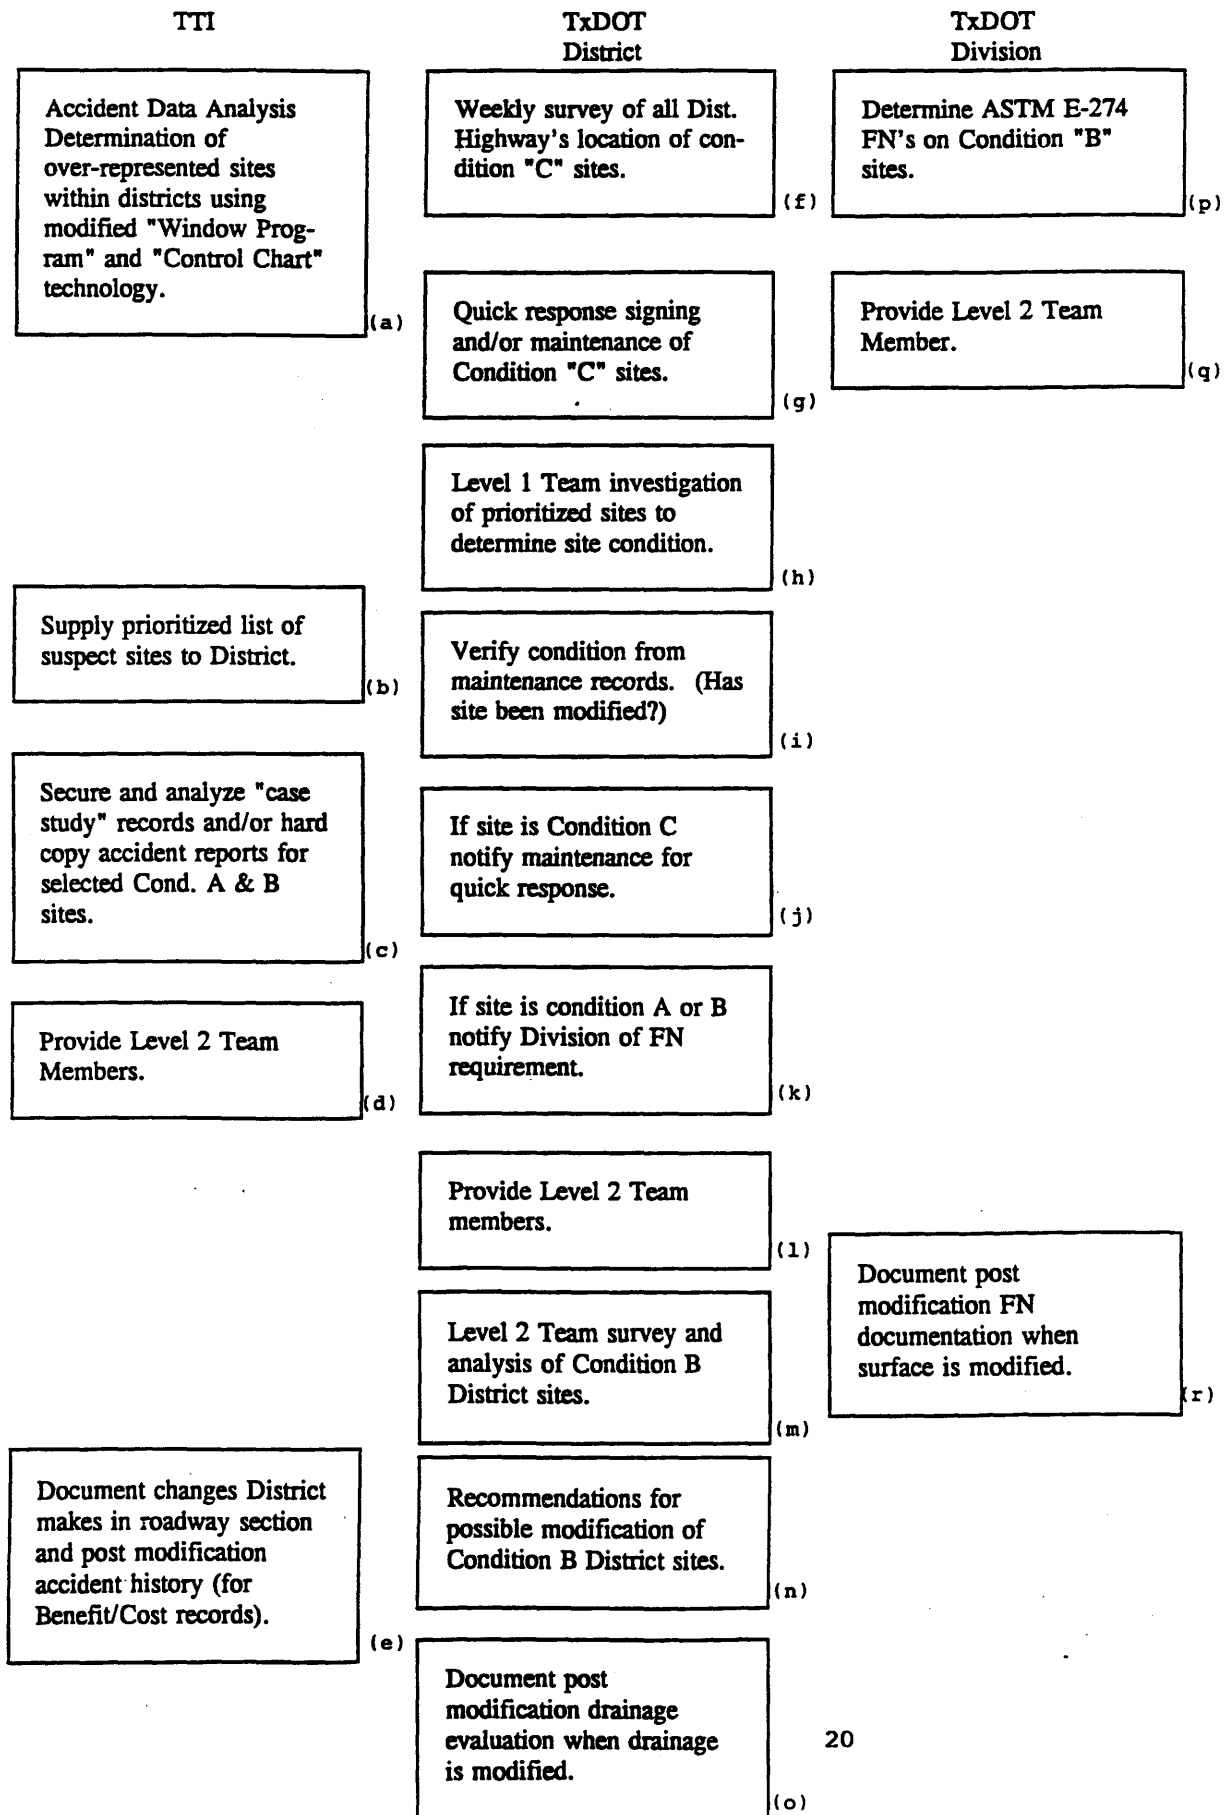 TTI
Accident Data Analysis
Determination of
over-represented sites
within districts using
modified "Window Prog-
ram" and "Control Chart"
technology.
(a)
Supply prioritized list of
suspect sites to District.
(b)
Secure and analyze "case
study" records and/or hard
copy accident reports for
selected Cond. A & B
sites.
(c)
Provide Level 2 Team
Members.
(d)
Document changes District
makes in roadway section
and post modification
accident history (for
Benefit/Cost records).
(e)
TxDOT
District
Weekly survey of all Dist.
Highway's location of con-
dition "C" sites.
(f)
Quick response signing
and/or maintenance of
Condition "C" sites.
(g)
Level 1 Team investigation
of prioritized sites to
determine site condition.
(h)
Verify condition from
maintenance records. (Has
site been modified?)
(i)
If site is Condition C
notify maintenance for
quick response.
(j)
If site is condition A or B
notify Division of FN
requirement.
(k)
Provide Level 2 Team
members.
(l)
Level 2 Team survey and
analysis of Condition B
District sites.
(m)
Recommendations for
possible modification of
Condition B District sites.
(n)
Document post
modification drainage
evaluation when drainage
is modified.
(o)
TxDOT
Division
Determine ASTM E-274
FN's on Condition "B"
sites.
(p)
Provide Level 2 Team
Member.
(q)
Document post
modification FN
documentation when
surface is modified.
(r)
20